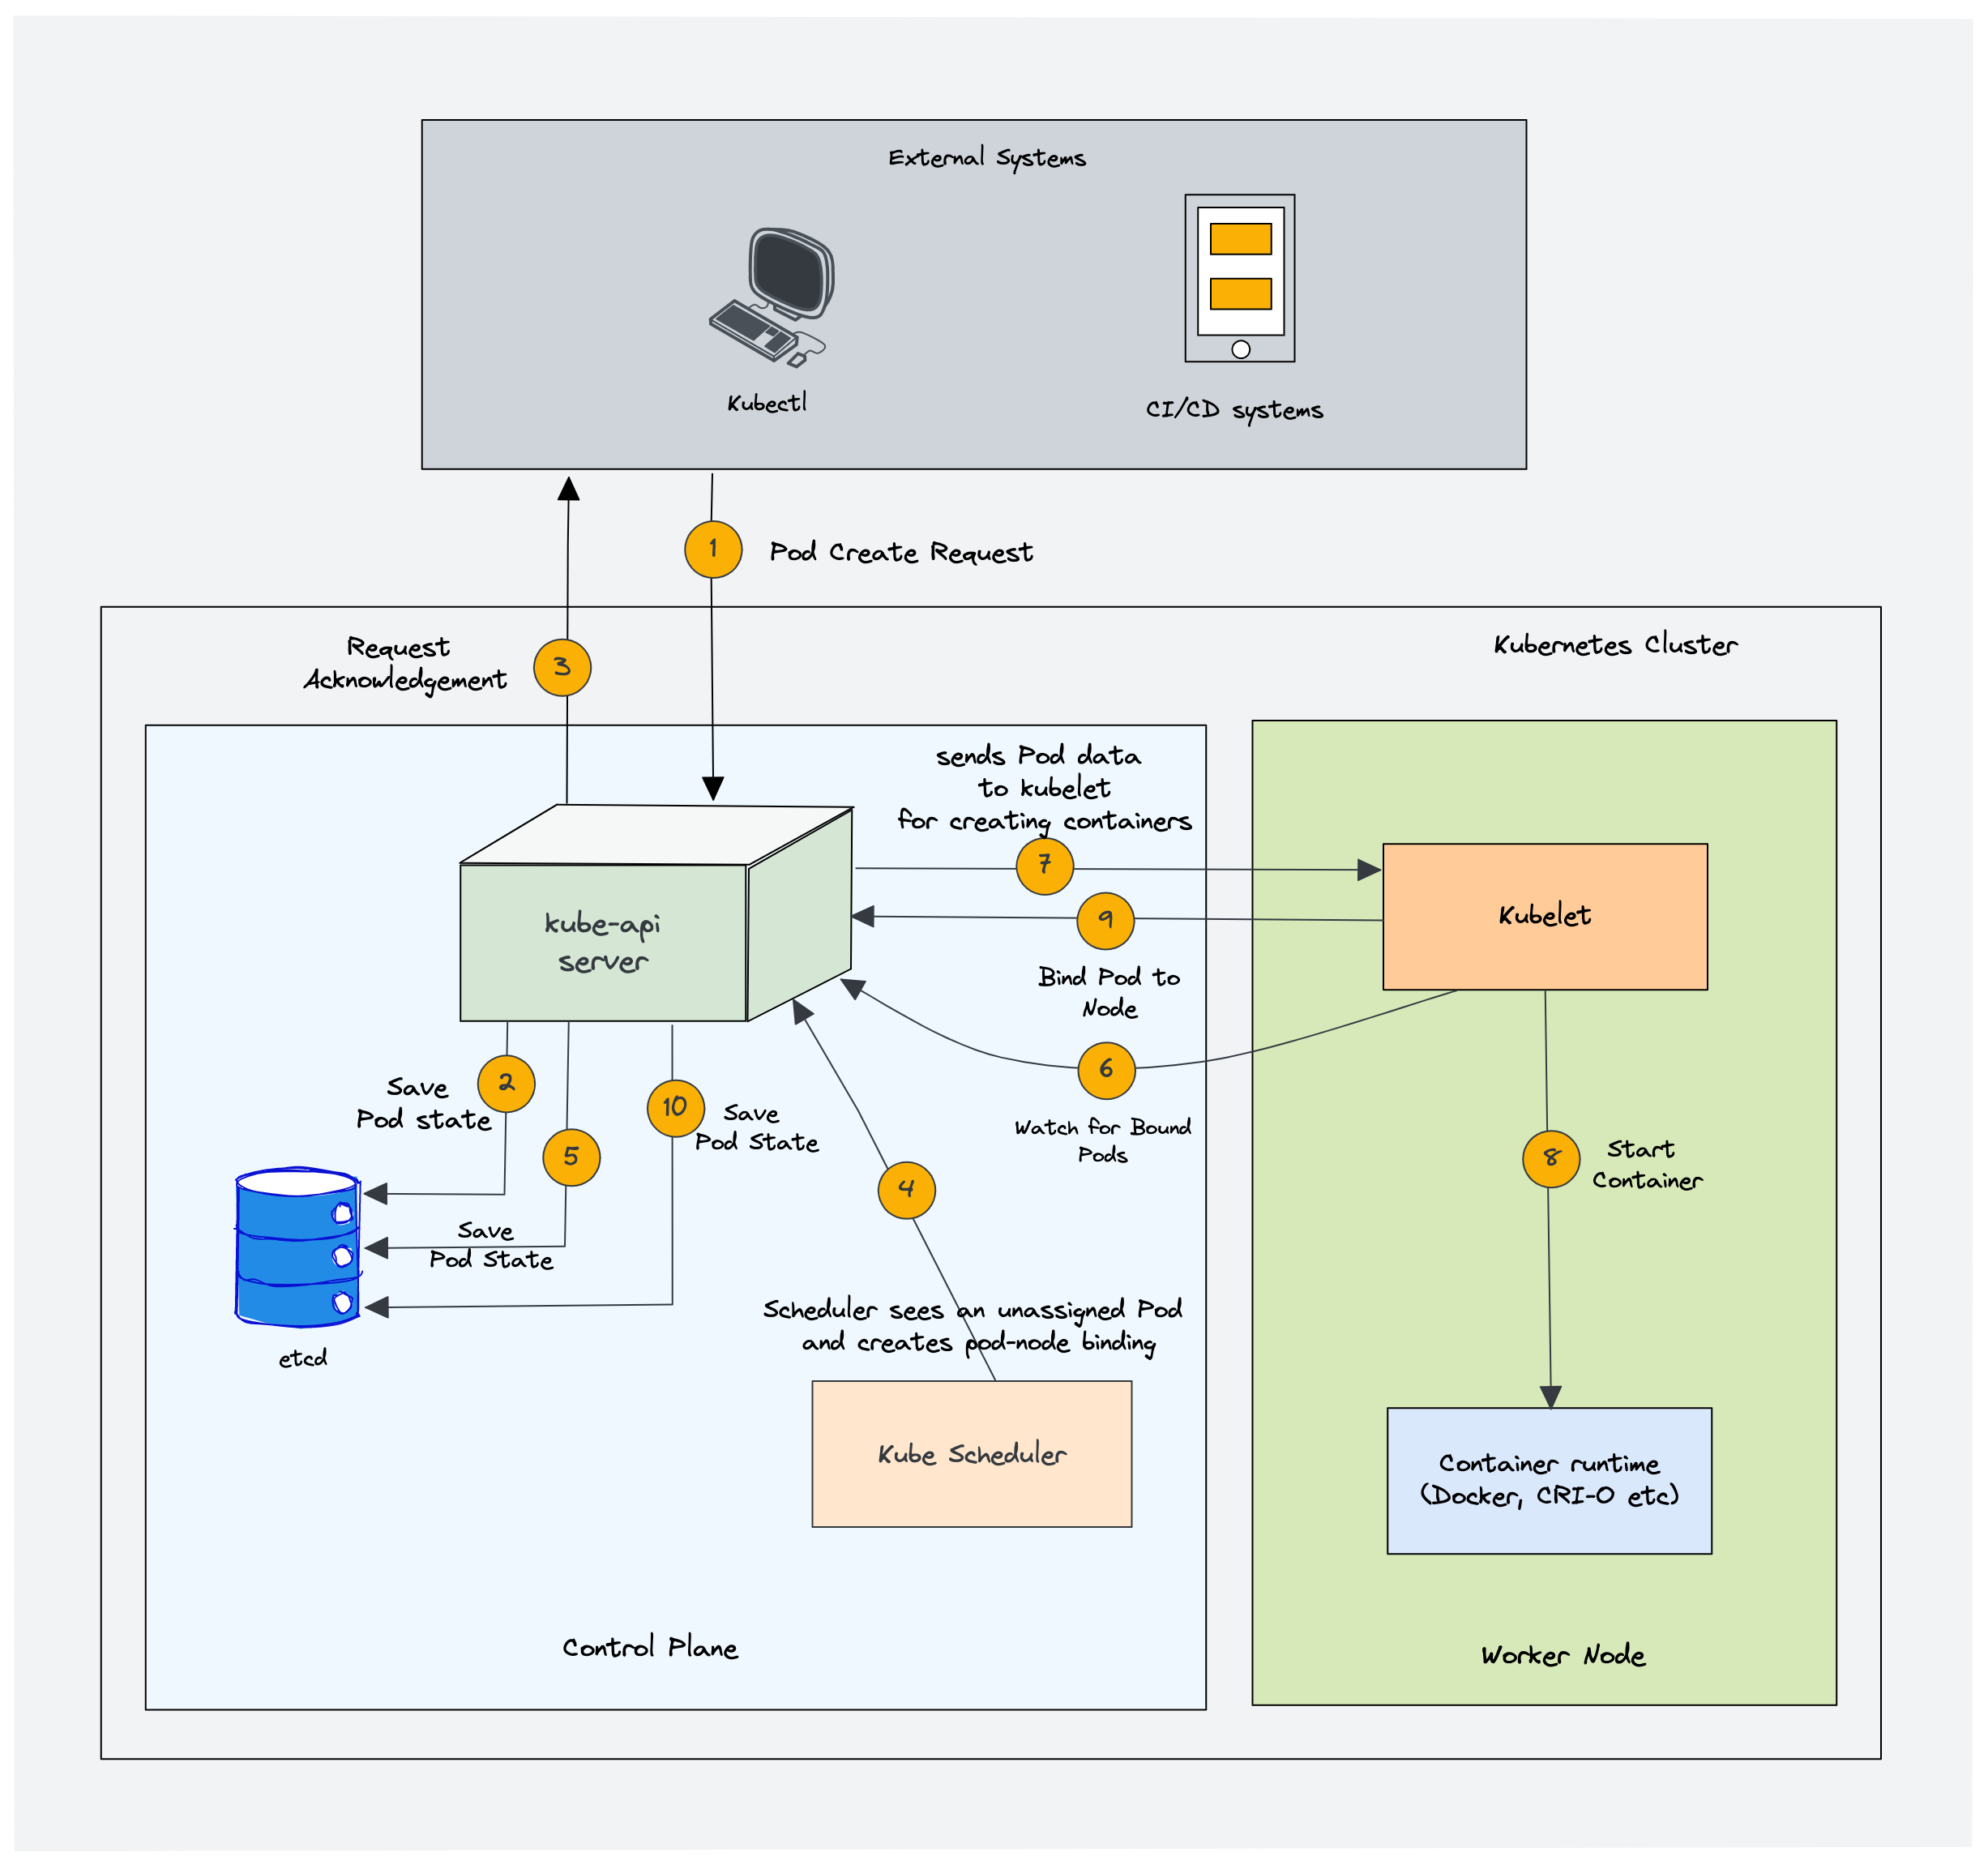 External Systems
Kubectl
CI/CD systems
1
Pod Create Request
Request
Acknowledgement
3
Kubernetes Cluster
sends Pod data
to kubelet
for creating containers
7
kube-api
server
9
Bind Pod to
Node
Kubelet
2
Save
Pod state
10
Save
Pod State
6
Watch for Bound
Pods
5
Save
Pod State
4
8
Start
Container
etcd
Scheduler sees an unassigned Pod
and creates pod-node binding
Kube Scheduler
Container runtime
(Docker, CRI-O etc)
Control Plane
Worker Node